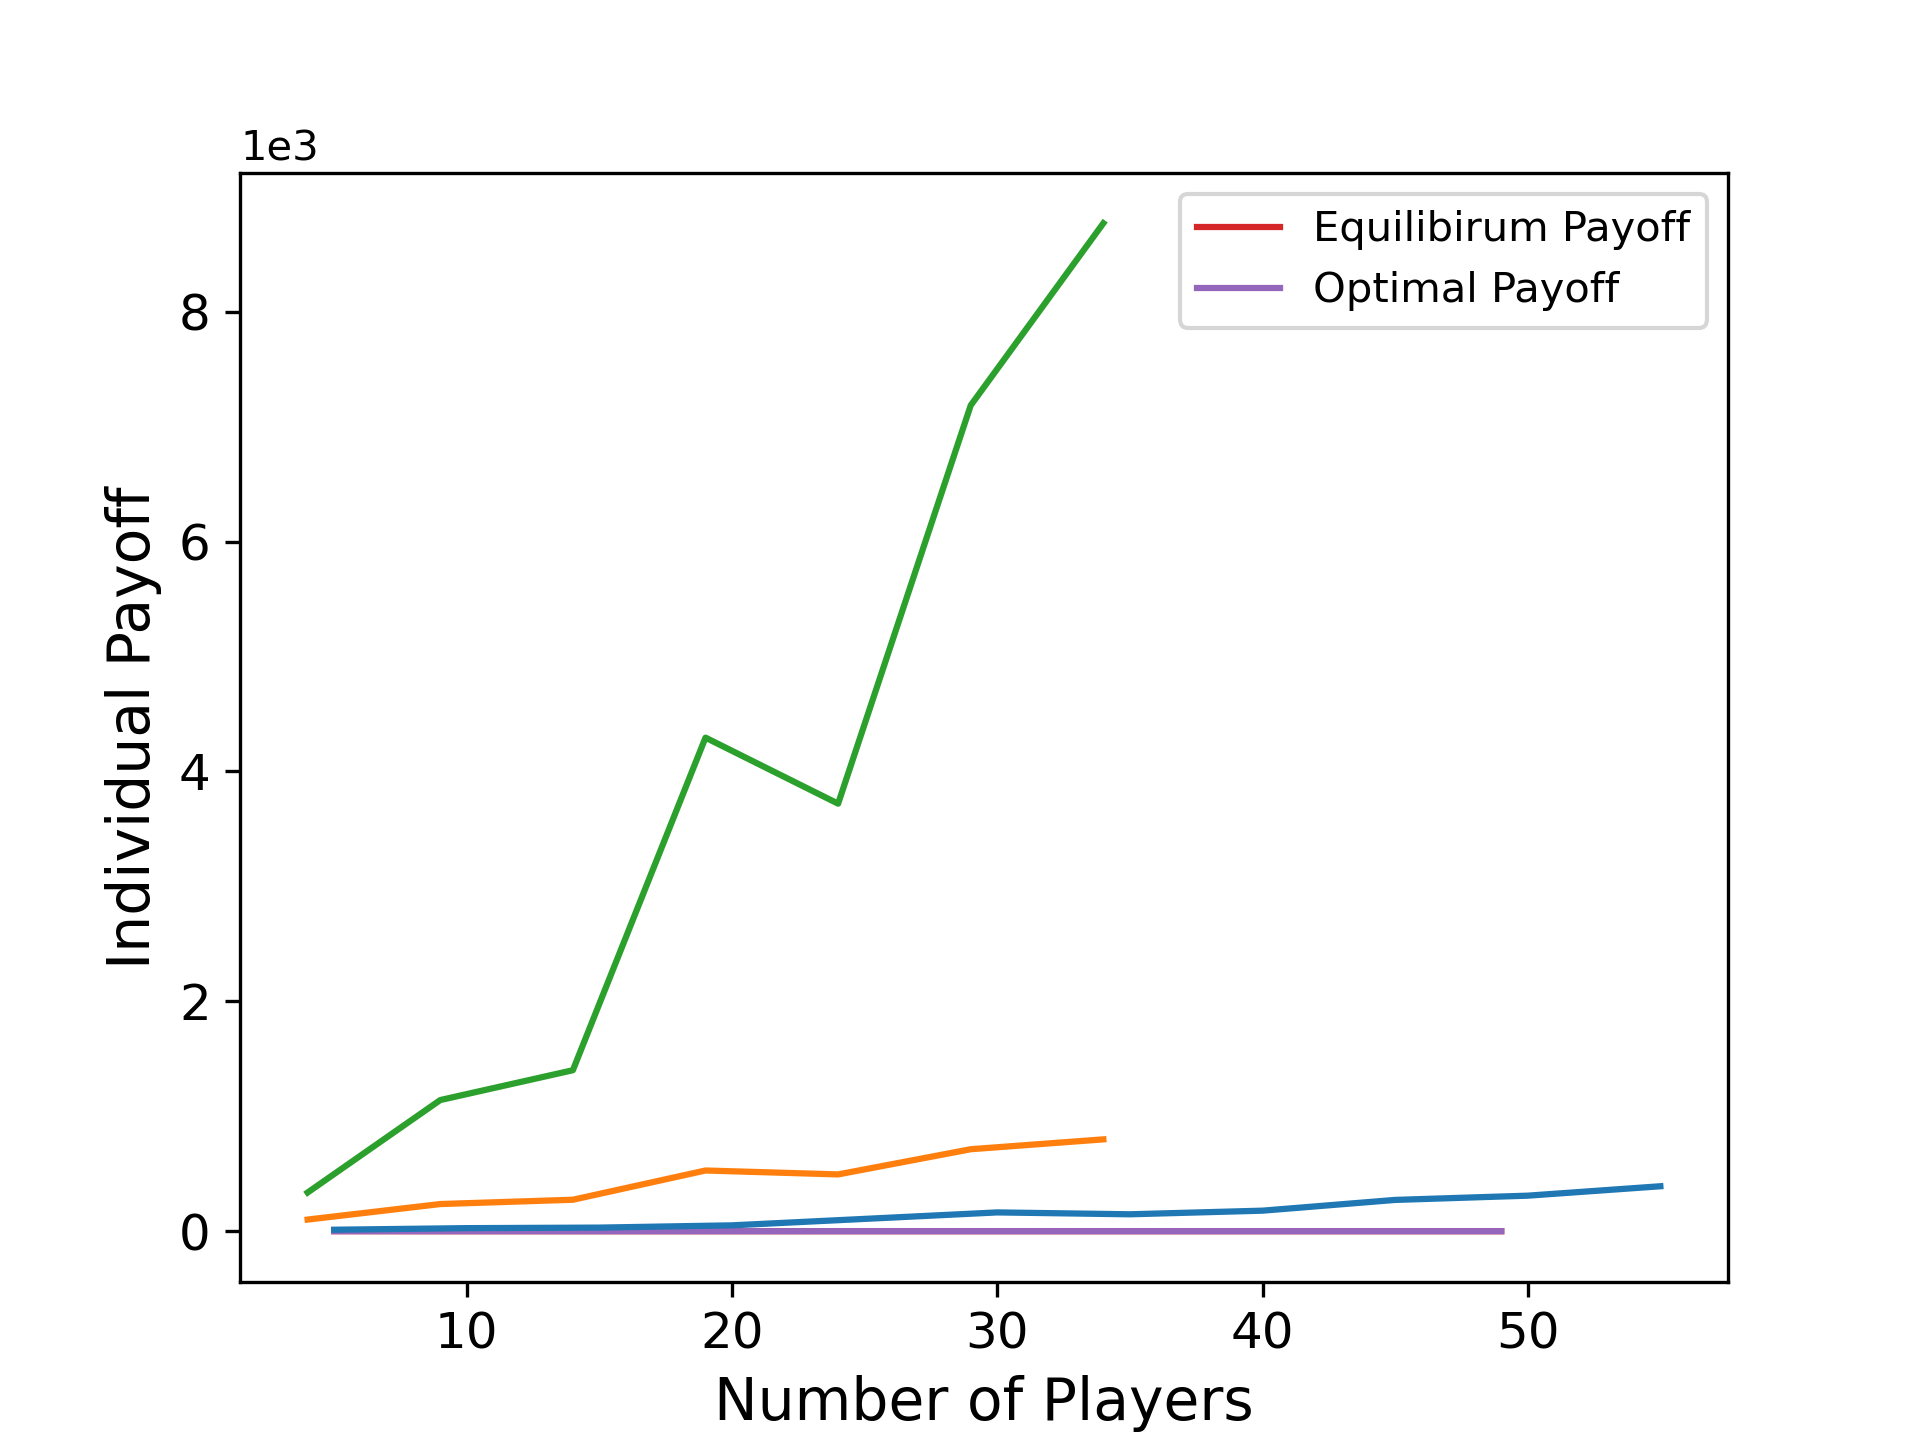 1e3
Equilibirum Payoff
Optimal Payoff
8
6
4
2
0
Individual Payoff
10 20 30 40 50
Number of Players